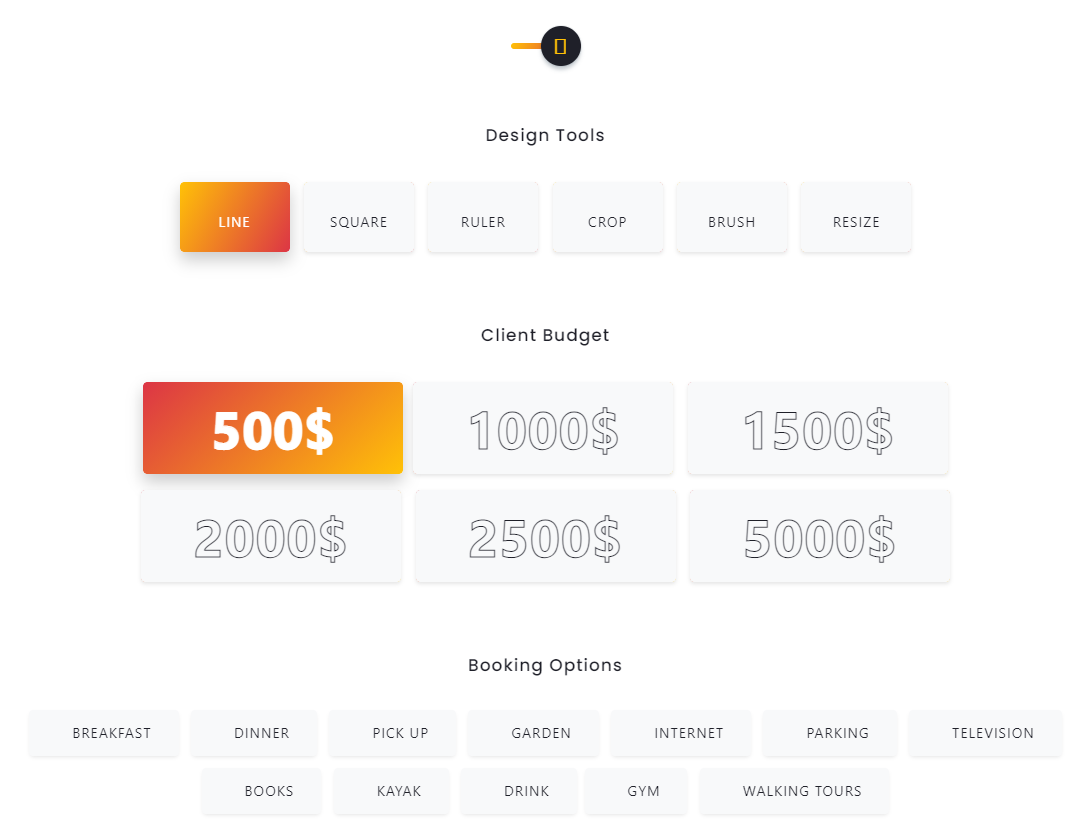 Design Tools
LINE SQUARE RULER CROP BRUSH RESIZE
Client Budget
500$ 1000$ 1500$
2000$ 2500$ 5000$
Booking Options
BREAKFAST DINNER PICK UP GARDEN INTERNET PARKING TELEVISION
BOOKS KAYAK DRINK GYM WALKING TOURS